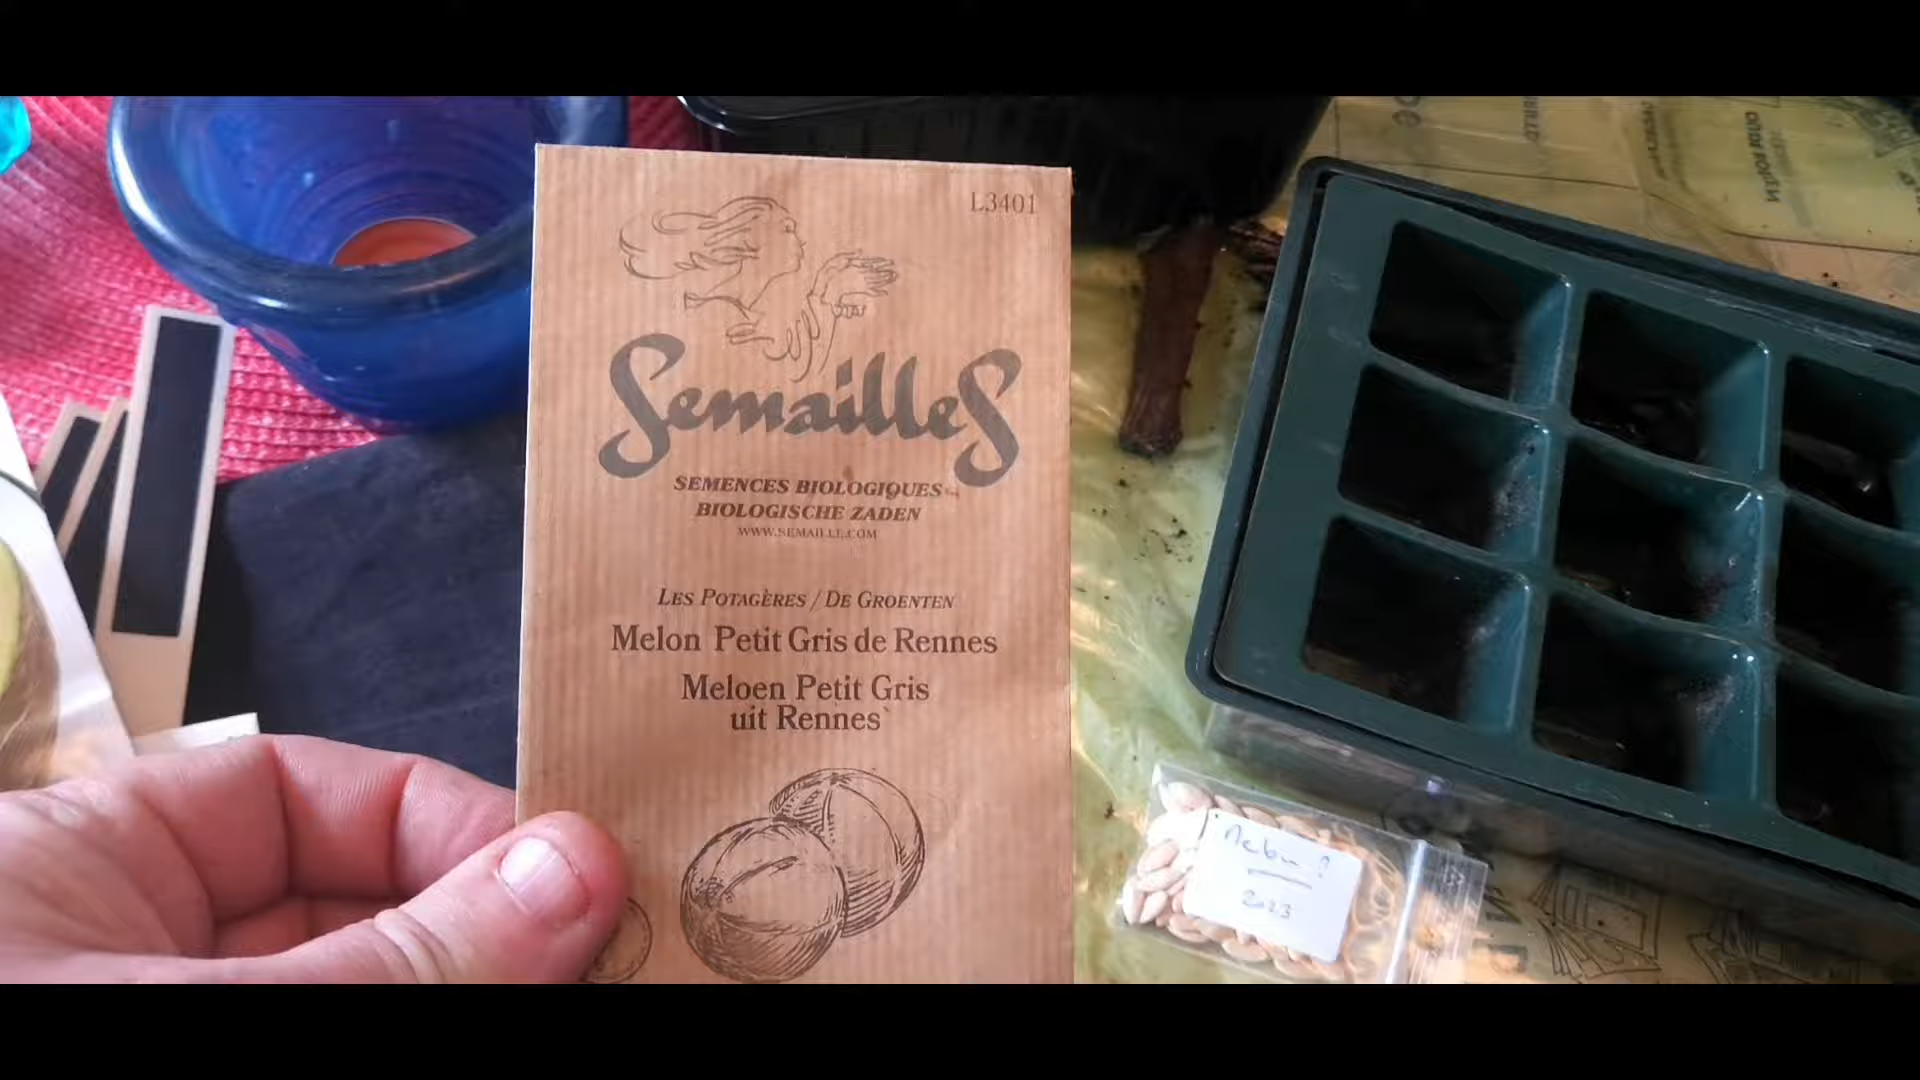 L3401
Semailles
SEMENCES BIOLOGIQUES
BIOLOGISCHE ZADEN
WWW.SEMAILLE.COM
LES POTAGÈRES / DE GROENTEN
Melon Petit Gris de Rennes
Meloen Petit Gris
uit Rennes
2023